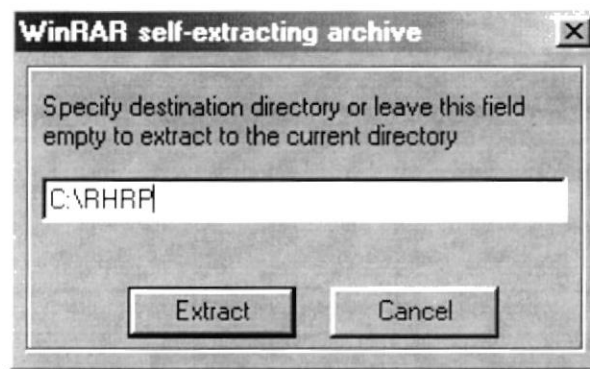 WinRAR self-extracting archive
Specify destination directory or leave this field
empty to extract to the current directory
C:\RHRP
Extract
Cancel